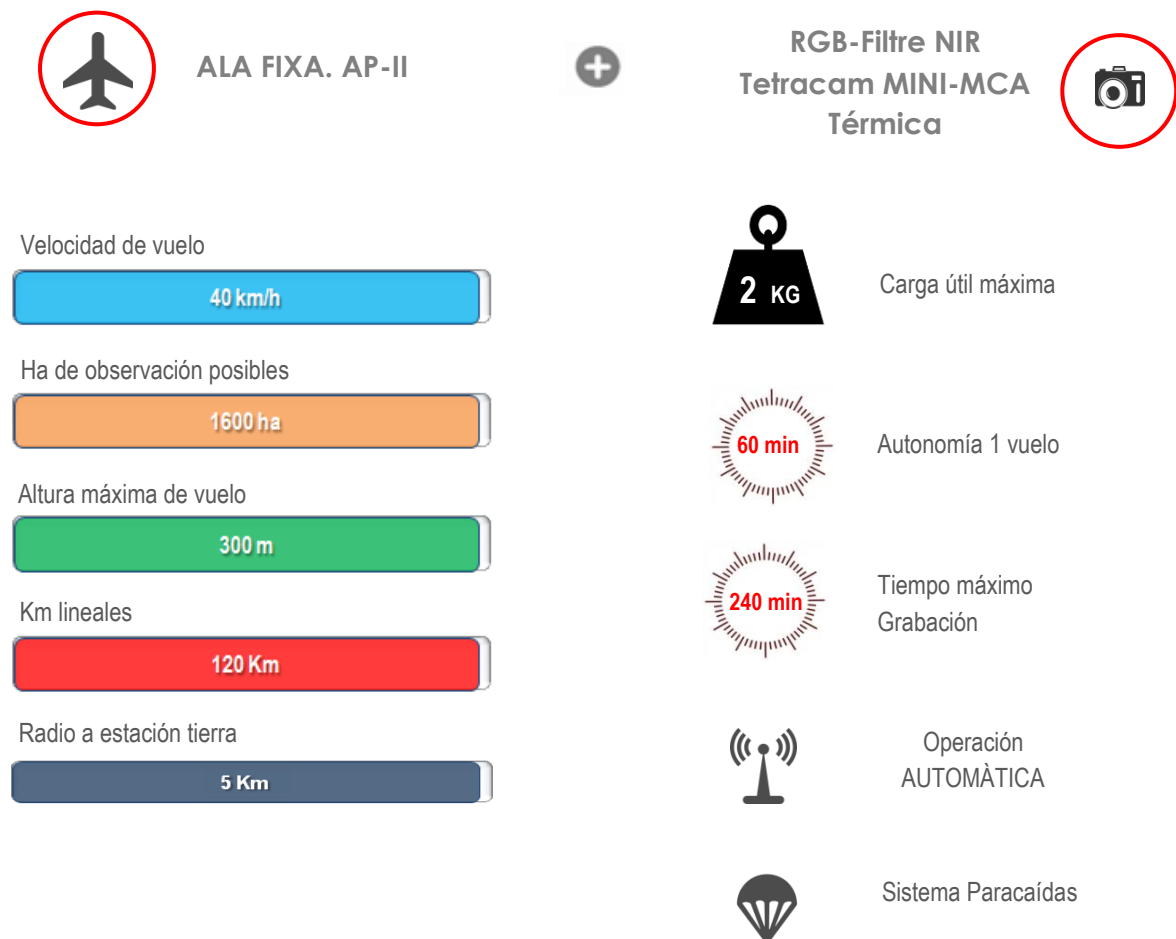 ALA FIXA. AP-II
RGB-Filtre NIR
Tetracam MINI-MCA
Térmica
Velocidad de vuelo
40 km/h
Ha de observación posibles
1600 ha
Altura máxima de vuelo
300 m
Km lineales
120 Km
Radio a estación tierra
5 Km
2 KG
Carga útil máxima
60 min
Autonomía 1 vuelo
240 min
Tiempo máximo
Grabación
Operación
AUTOMÀTICA
Sistema Paracaídas